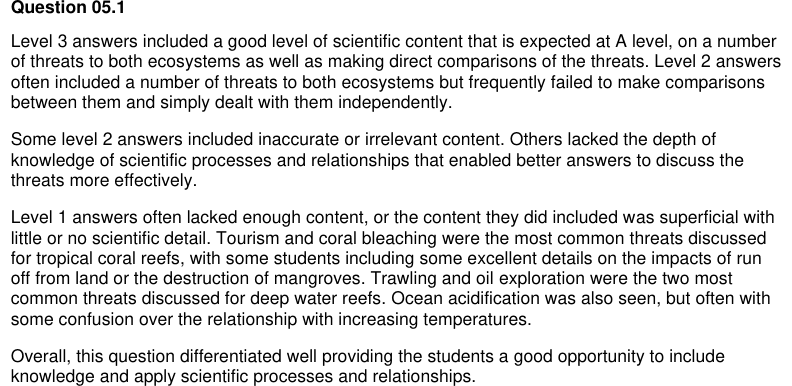 Question 05.1
Level 3 answers included a good level of scientific content that is expected at A level, on a number
of threats to both ecosystems as well as making direct comparisons of the threats. Level 2 answers
often included a number of threats to both ecosystems but frequently failed to make comparisons
between them and simply dealt with them independently.
Some level 2 answers included inaccurate or irrelevant content. Others lacked the depth of
knowledge of scientific processes and relationships that enabled better answers to discuss the
threats more effectively.
Level 1 answers often lacked enough content, or the content they did included was superficial with
little or no scientific detail. Tourism and coral bleaching were the most common threats discussed
for tropical coral reefs, with some students including some excellent details on the impacts of run
off from land or the destruction of mangroves. Trawling and oil exploration were the two most
common threats discussed for deep water reefs. Ocean acidification was also seen, but often with
some confusion over the relationship with increasing temperatures.
Overall, this question differentiated well providing the students a good opportunity to include
knowledge and apply scientific processes and relationships.